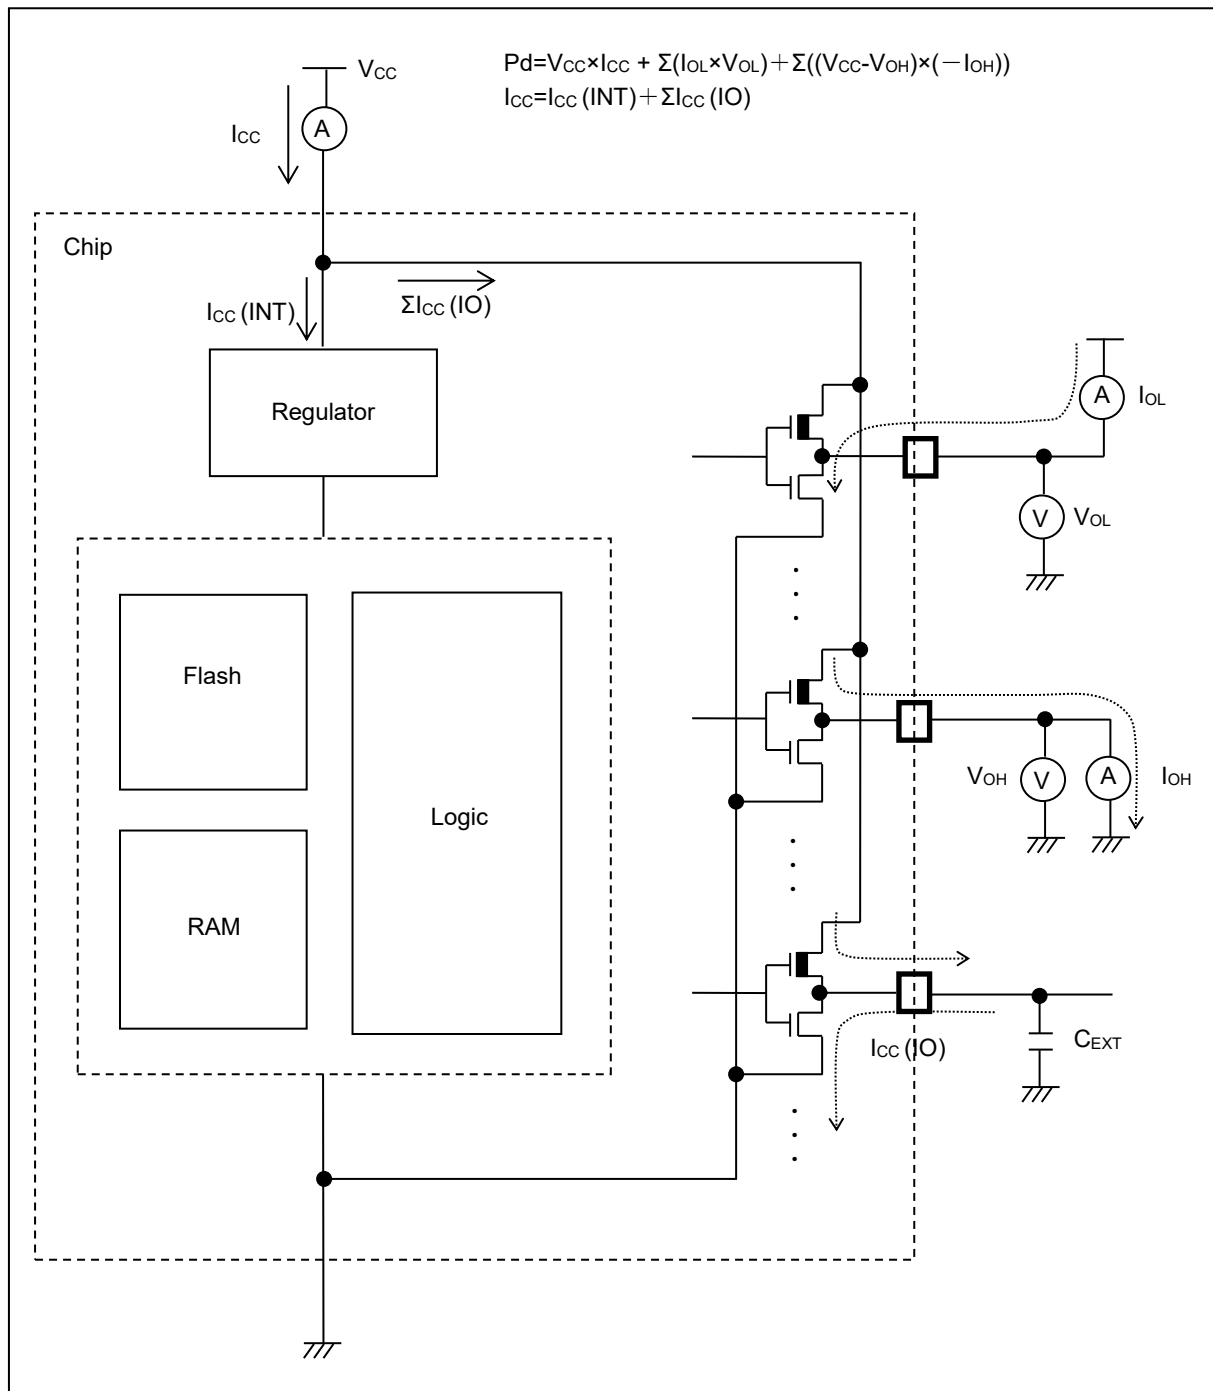 Pd=VCC×ICC + Σ(IOL×VOL)+Σ((VCC-VOH)×(-IOH))
ICC=ICC(INT)+ΣICC(IO)
VCC
A
ICC
Chip
ICC(INT)
ΣICC(IO)
Regulator
A
IOL
V
VOL
Flash
Logic
RAM
VOH
V
A
IOH
ICC(IO)
CEXT